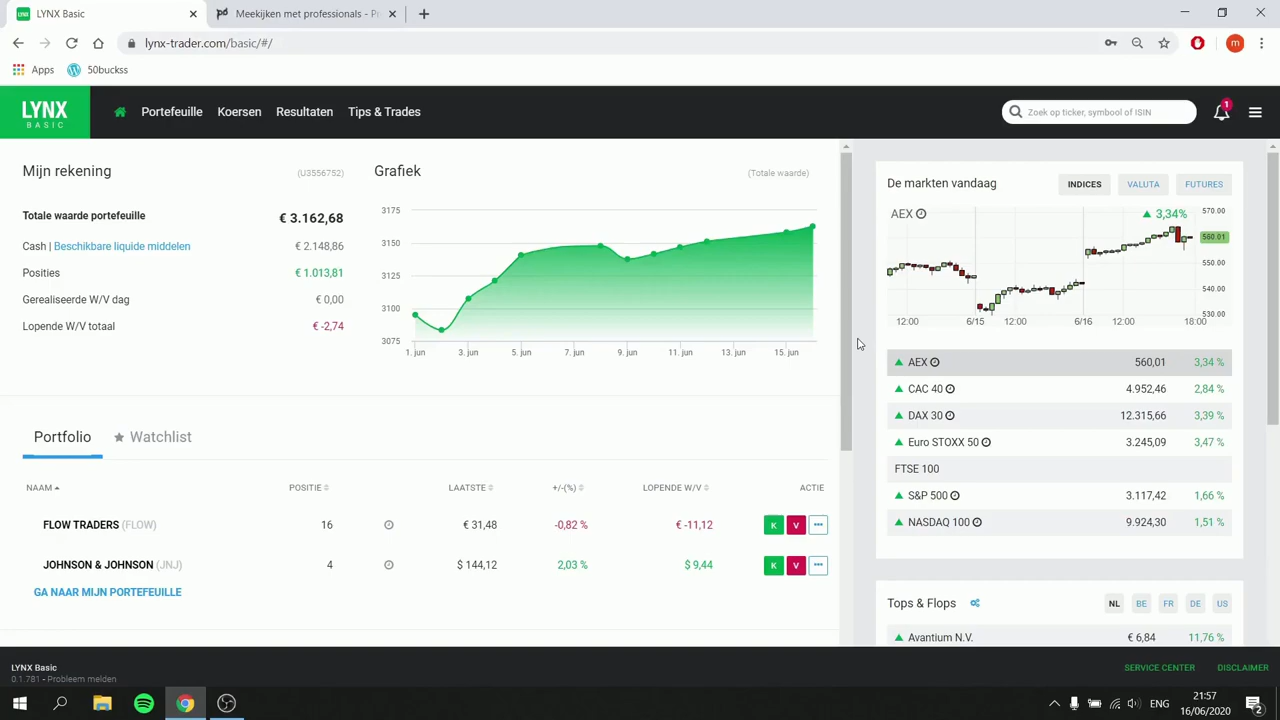 LYNX Basic
Meekijken met professionals - P
lynx-trader.com/basic/#/
m
Apps
50buckss
LYNX
BASIC
Portefeuille
Koersen
Resultaten
Tips & Trades
Zoek op ticker, symbool of ISIN
1
Mijn rekening
(U3556752)
Totale waarde portefeuille € 3.162,68
Cash | Beschikbare liquide middelen € 2.148,86
Posities € 1.013,81
Gerealiseerde W/V dag € 0,00
Lopende W/V totaal € -2,74
Grafiek
(Totale waarde)
3175
3150
3125
3100
3075
1. jun 3. jun 5. jun 7. jun 9. jun 11. jun 13. jun 15. jun
De markten vandaag
INDICES
VALUTA
FUTURES
AEX
3,34%
570.00
560.01
550.00
540.00
530.00
12:00 6/15 12:00 6/16 12:00 18:00
AEX 560,01 3,34 %
CAC 40 4.952,46 2,84 %
DAX 30 12.315,66 3,39 %
Euro STOXX 50 3.245,09 3,47 %
FTSE 100
S&P 500 3.117,42 1,66 %
NASDAQ 100 9.924,30 1,51 %
Portfolio
Watchlist
NAAM POSITIE LAATSTE +/-(%) LOPENDE W/V ACTIE
FLOW TRADERS (FLOW) 16 € 31,48 -0,82 % € -11,12 K V
JOHNSON & JOHNSON (JNJ) 4 $ 144,12 2,03 % $ 9,44 K V
GA NAAR MIJN PORTEFEUILLE
Tops & Flops
NL BE FR DE US
Avantium N.V. € 6,84 11,76 %
LYNX Basic
0.1.781 - Probleem melden
SERVICE CENTER
DISCLAIMER
ENG
21:57
16/06/2020
2